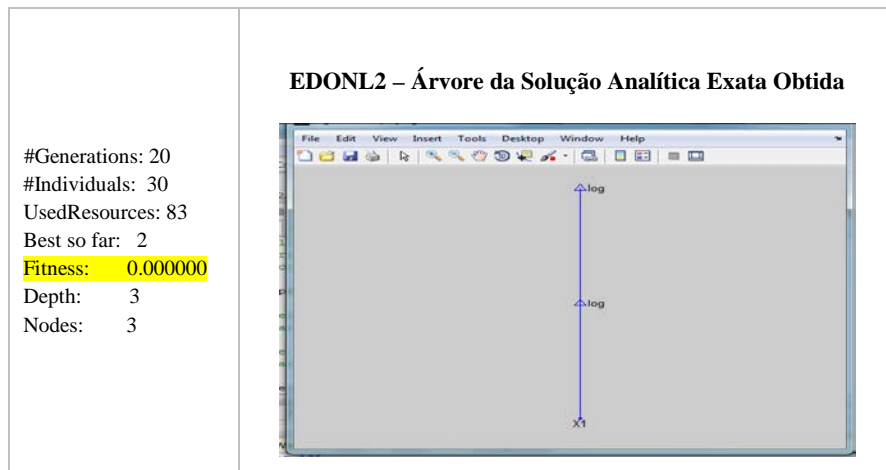 EDONL2 – Árvore da Solução Analítica Exata Obtida
#Generations: 20
#Individuals: 30
UsedResources: 83
Best so far: 2
Fitness: 0.000000
Depth: 3
Nodes: 3
File Edit View Insert Tools Desktop Window Help
log
log
X1